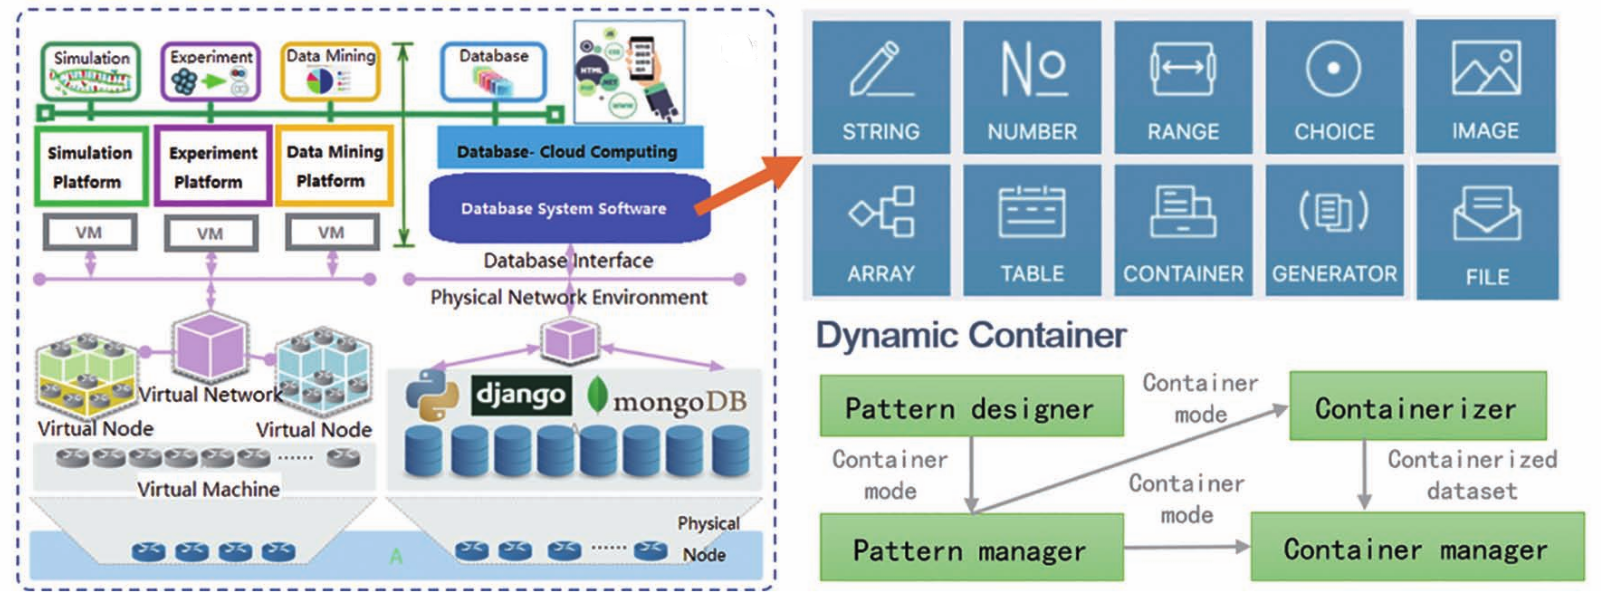 Simulation
Experiment
Data Mining
Database
HTML
WWW
Simulation
Platform
Experiment
Platform
Data Mining
Platform
Database- Cloud Computing
Database System Software
VM
VM
VM
Database Interface
Physical Network Environment
Virtual Network
Virtual Node
Virtual Node
django
mongoDB
A
Virtual Machine
Physical
Node
A
STRING
NUMBER
RANGE
CHOICE
IMAGE
ARRAY
TABLE
CONTAINER
GENERATOR
FILE
Dynamic Container
Pattern designer
Container
mode
Containerizer
Container
mode
Container
mode
Containerized
dataset
Pattern manager
Container manager